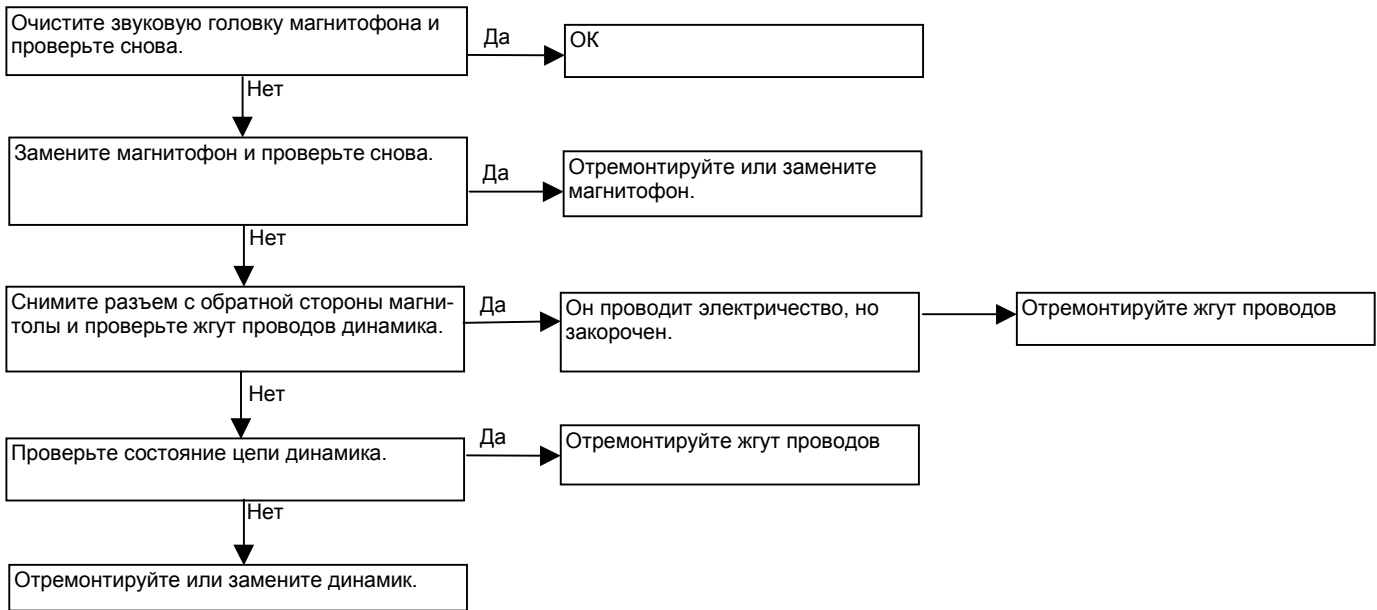 Очистите звуковую головку магнитофона и
проверьте снова.
Да
ОК
Нет
Замените магнитофон и проверьте снова.
Да
Отремонтируйте или замените
магнитофон.
Нет
Снимите разъем с обратной стороны магни-
толы и проверьте жгут проводов динамика.
Да
Он проводит электричество, но
закорочен.
Отремонтируйте жгут проводов
Нет
Проверьте состояние цепи динамика.
Да
Отремонтируйте жгут проводов
Нет
Отремонтируйте или замените динамик.